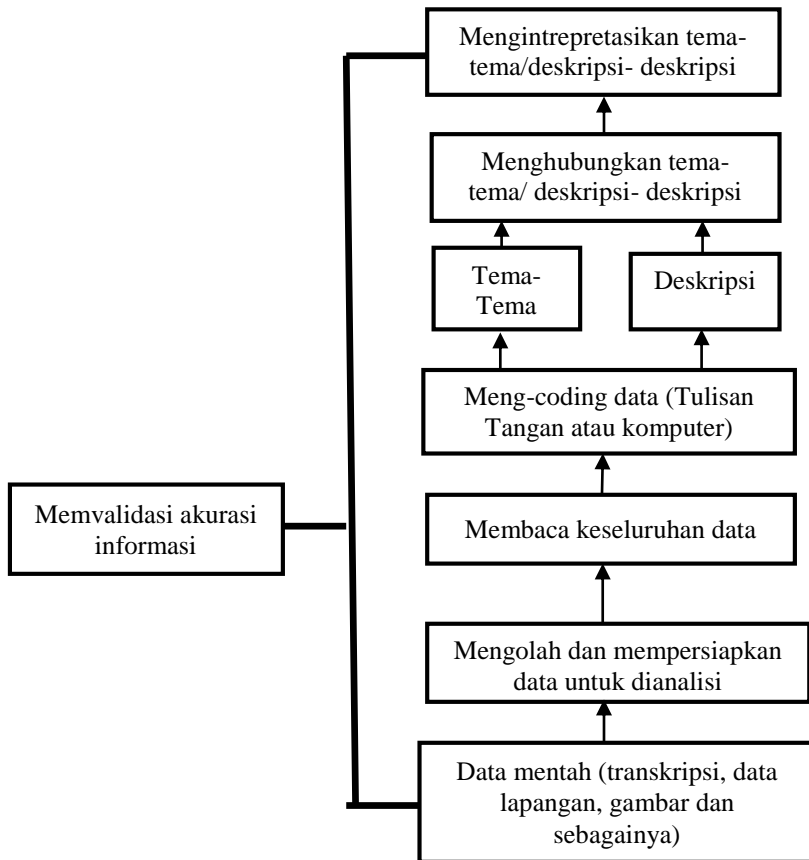 Mengintrepretasikan tema-
tema/deskripsi- deskripsi
Menghubungkan tema-
tema/ deskripsi- deskripsi
Tema-
Tema
Deskripsi
Meng-coding data (Tulisan
Tangan atau komputer)
Memvalidasi akurasi
informasi
Membaca keseluruhan data
Mengolah dan mempersiapkan
data untuk dianalisi
Data mentah (transkripsi, data
lapangan, gambar dan
sebagainya)